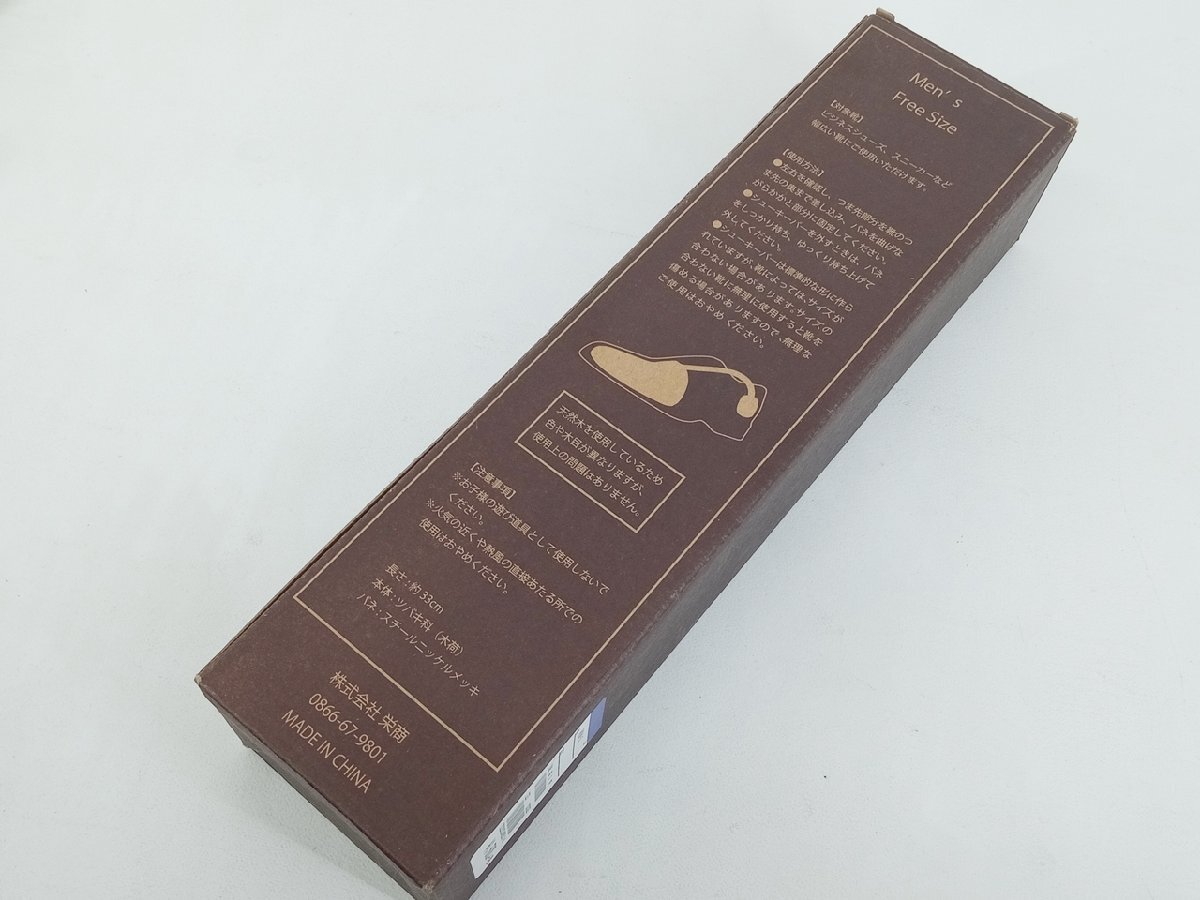 Men's
Free Size
【対象靴】
ビジネスシューズ、スニーカーなど
幅広い靴にご使用いただけます。
【使用方法】
●左右を確認し、つま先部分を靴のつ
ま先の奥まで差し込み、バネを曲げな
がらかかと部分に固定してください。
●シューキーパーを外すときは、バネ
をしっかり持ち、ゆっくり持ち上げて
外してください。
●シューキーパーは標準的な形に作ら
れていますが、靴によっては、サイズが
合わない場合があります。サイズの
合わない靴に無理に使用すると靴を
傷める場合がありますので、無理な
ご使用はおやめください。
天然木を使用しているため
色や木目が異なりますが、
使用上の問題はありません。
【注意事項】
※お子様の遊び道具として使用しないで
ください。
※火気の近くや熱風の直接あたる所での
使用はおやめください。
長さ：約33cm
本体：ツバキ科（木荷）
バネ：スチールニッケルメッキ
株式会社 栄商
0866-67-9801
MADE IN CHINA